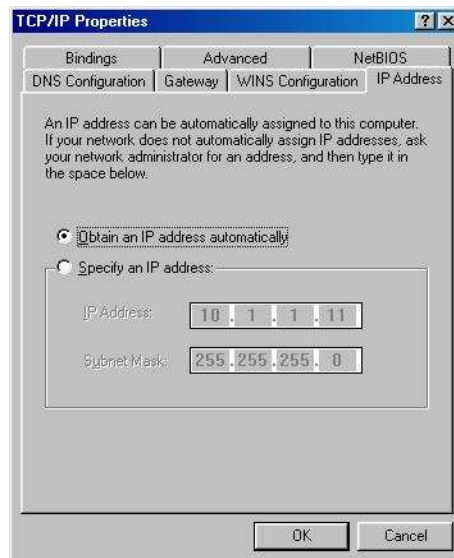 TCP/IP Properties
? ×
Bindings Advanced NetBIOS
DNS Configuration Gateway WINS Configuration IP Address
An IP address can be automatically assigned to this computer.
If your network does not automatically assign IP addresses, ask
your network administrator for an address, and then type it in
the space below.
Obtain an IP address automatically
Specify an IP address:
IP Address: 10 . 1 . 1 . 11
Subnet Mask: 255 . 255 . 255 . 0
OK Cancel